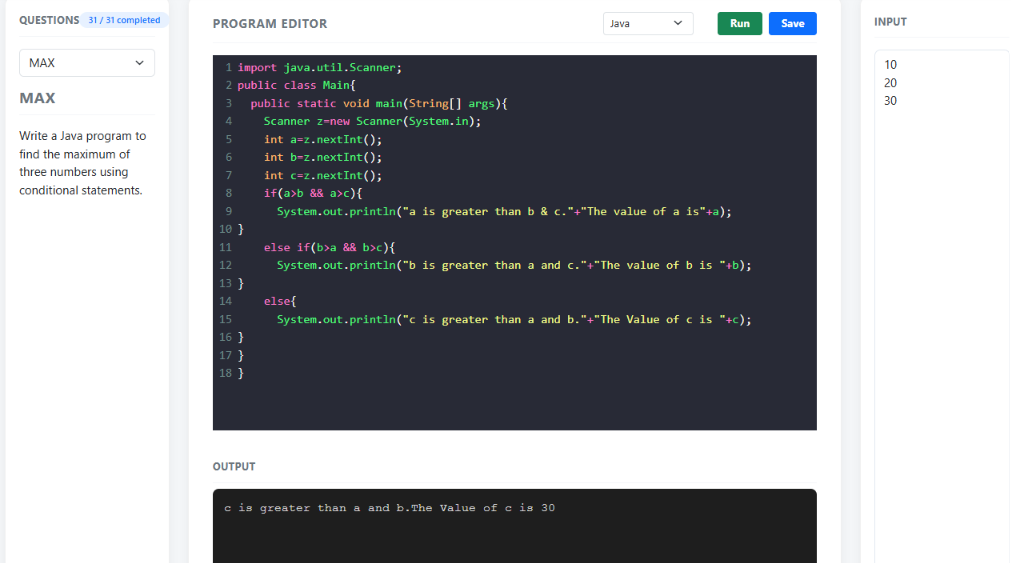 QUESTIONS 31 / 31 completed
MAX
MAX
Write a Java program to
find the maximum of
three numbers using
conditional statements.
PROGRAM EDITOR
Java
Run
Save
1 import java.util.Scanner;
2 public class Main{
3   public static void main(String[] args){
4     Scanner z=new Scanner(System.in);
5     int a=z.nextInt();
6     int b=z.nextInt();
7     int c=z.nextInt();
8     if(a>b && a>c){
9       System.out.println("a is greater than b & c."+"The value of a is"+a);
10 }
11     else if(b>a && b>c){
12       System.out.println("b is greater than a and c."+"The value of b is "+b);
13 }
14     else{
15       System.out.println("c is greater than a and b."+"The Value of c is "+c);
16 }
17 }
18 }
OUTPUT
c is greater than a and b.The Value of c is 30
INPUT
10
20
30